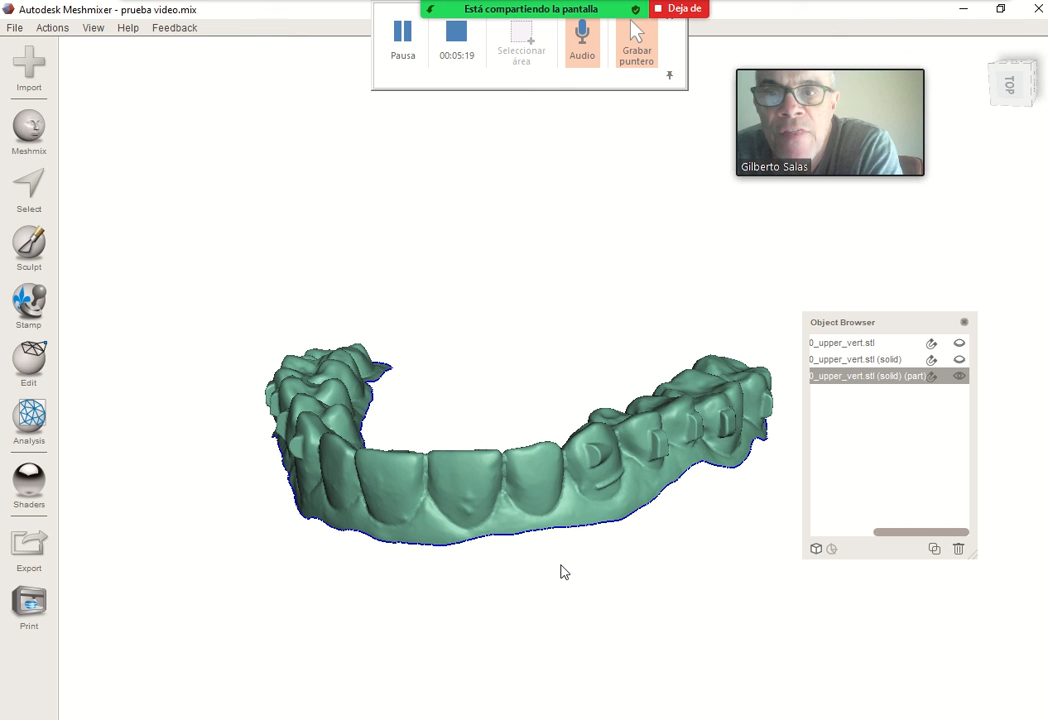 Autodesk Meshmixer - prueba video.mix
Está compartiendo la pantalla
Deja de
File Actions View Help Feedback
Pausa
00:05:19
Seleccionar
área
Audio
Grabar
puntero
Import
Meshmix
Select
Sculpt
Stamp
Edit
Analysis
Shaders
Export
Print
TOP
Gilberto Salas
Object Browser
0_upper_vert.stl
0_upper_vert.stl (solid)
0_upper_vert.stl (solid) (part)